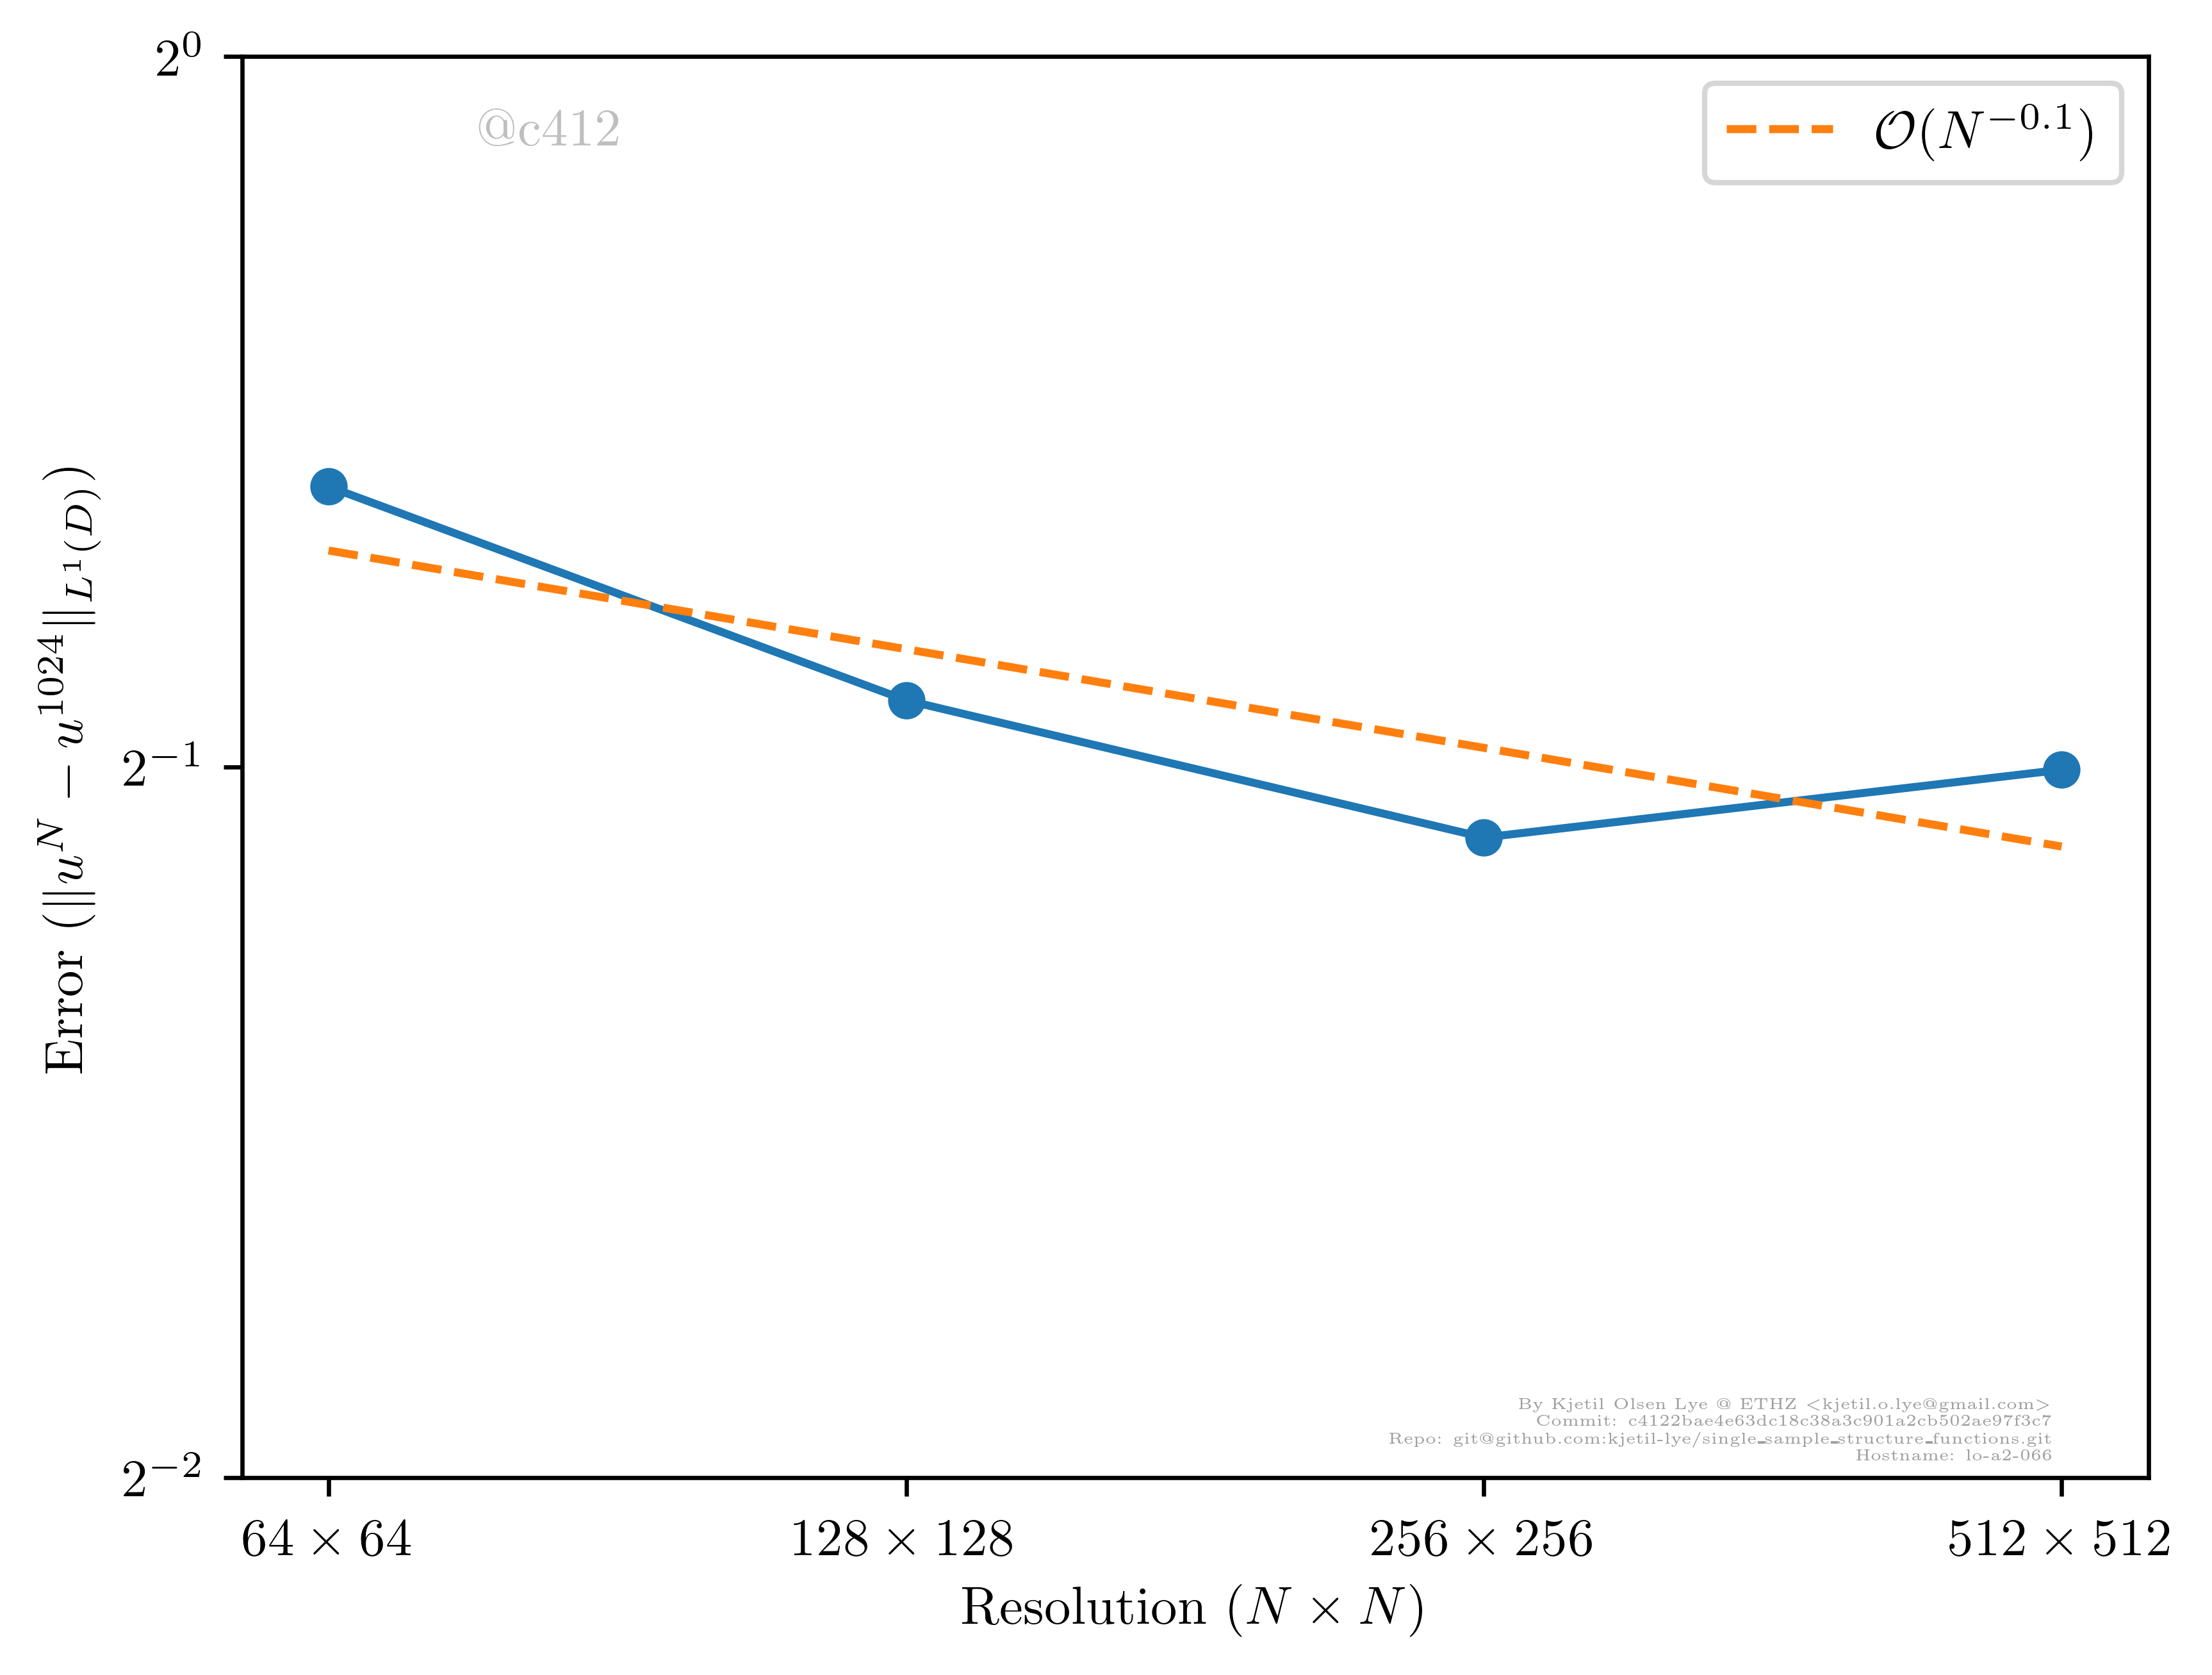 2^0
@c412
O(N^{-0.1})
Error (||u^N − u^{1024}||_{L^1(D)})
2^{-1}
2^{-2}
By Kjetil Olsen Lye @ ETHZ <kjetil.o.lye@gmail.com>
Commit: c4122bae4e63dc18c38a3c901a2cb502ae97f3c7
Repo: git@github.com:kjetil-lye/single_sample_structure_functions.git
Hostname: lo-a2-066
64 × 64 128 × 128 256 × 256 512 × 512
Resolution (N × N)